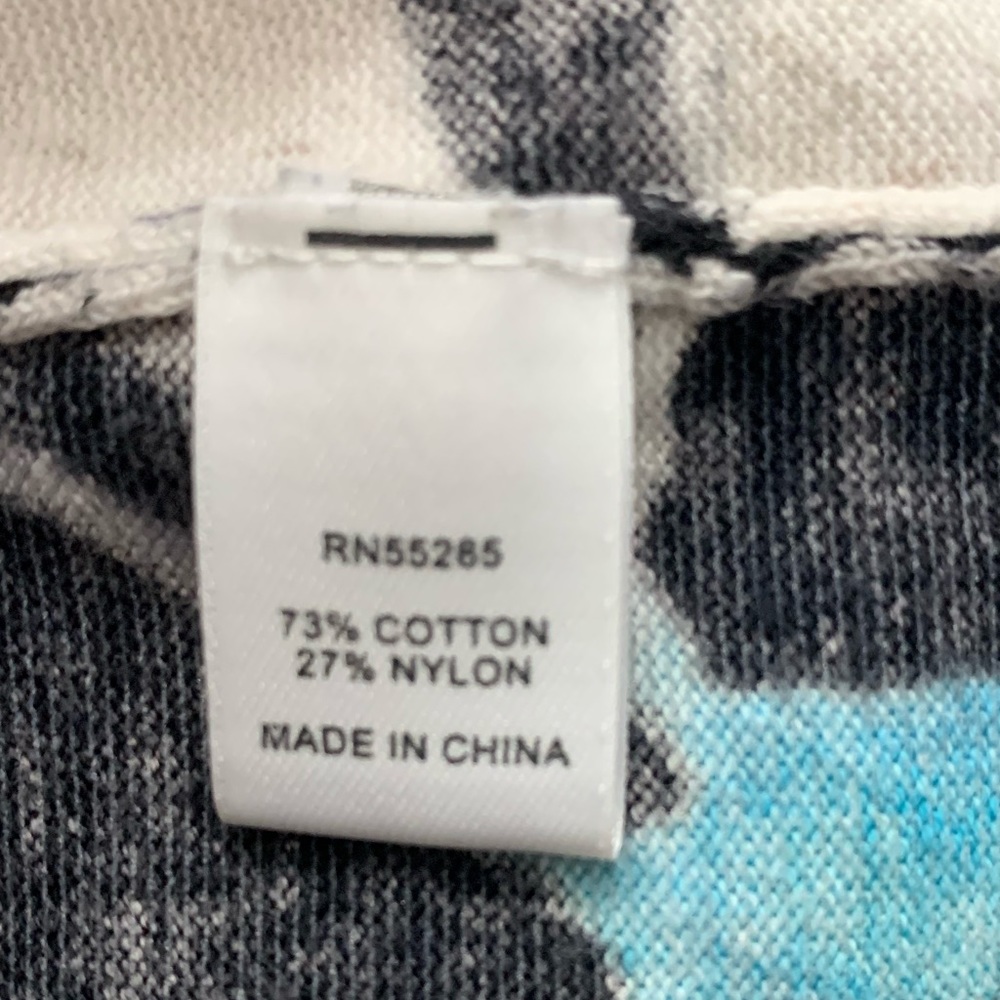 RN55285
73% COTTON
27% NYLON
MADE IN CHINA